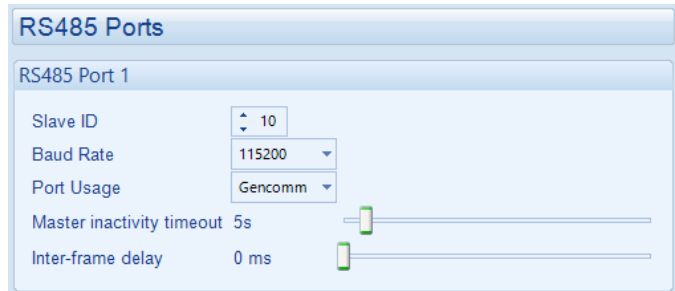 RS485 Ports
RS485 Port 1
Slave ID 10
Baud Rate 115200
Port Usage Gencomm
Master inactivity timeout 5s
Inter-frame delay 0 ms